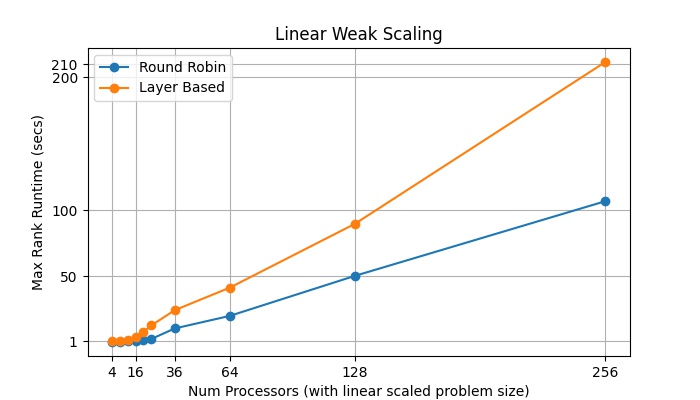 Linear Weak Scaling
Round Robin
Layer Based
Max Rank Runtime (secs)
210
200
100
50
1
4 16 36 64 128 256
Num Processors (with linear scaled problem size)